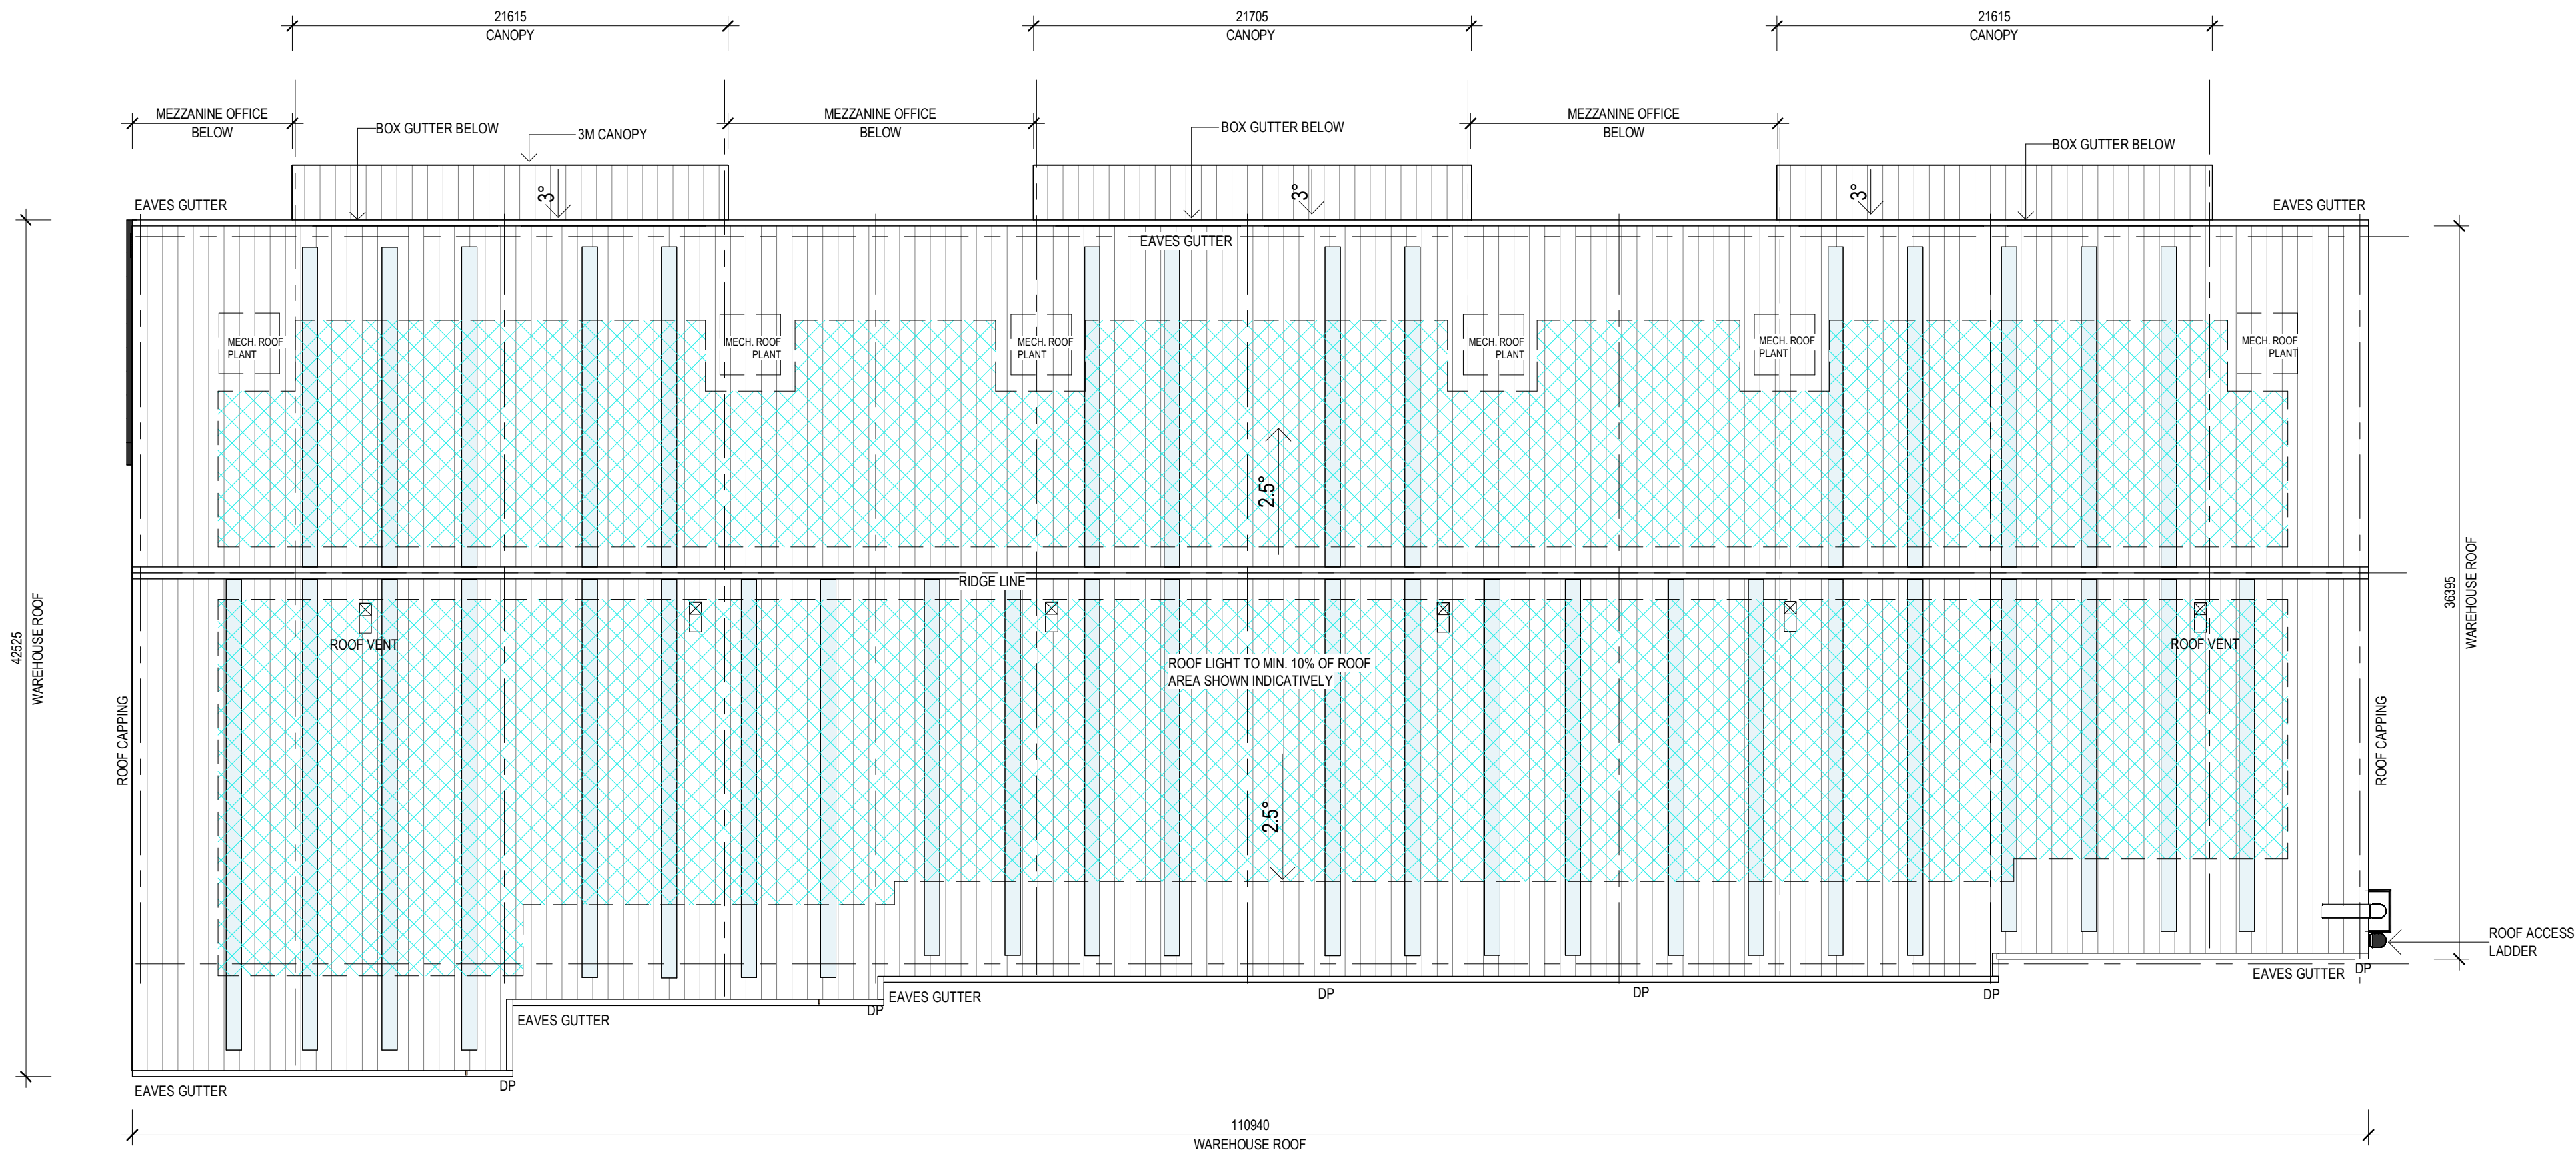 21615
CANOPY
21705
CANOPY
21615
CANOPY
MEZZANINE OFFICE
BELOW
BOX GUTTER BELOW
3M CANOPY
MEZZANINE OFFICE
BELOW
BOX GUTTER BELOW
MEZZANINE OFFICE
BELOW
BOX GUTTER BELOW
3°
3°
3°
EAVES GUTTER
EAVES GUTTER
EAVES GUTTER
MECH. ROOF
PLANT
MECH. ROOF
PLANT
MECH. ROOF
PLANT
MECH. ROOF
PLANT
MECH. ROOF
PLANT
MECH. ROOF
PLANT
2.5°
RIDGE LINE
42525
WAREHOUSE ROOF
36395
WAREHOUSE ROOF
ROOF VENT
ROOF VENT
ROOF LIGHT TO MIN. 10% OF ROOF
AREA SHOWN INDICATIVELY
ROOF CAPPING
ROOF CAPPING
2.5°
ROOF ACCESS
LADDER
EAVES GUTTER
DP
EAVES GUTTER
DP
DP
DP
EAVES GUTTER
DP
EAVES GUTTER
DP
110940
WAREHOUSE ROOF